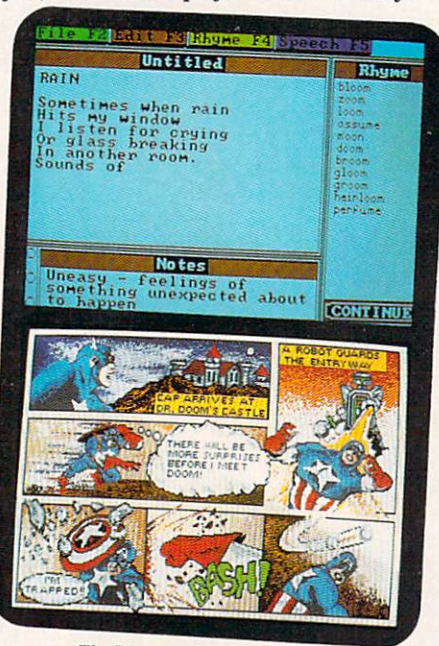 File F2 Edit F3 Rhyme F4 Speech F5
Untitled
RAIN
Sometimes when rain
Hits my window
I listen for crying
Or glass breaking
In another room.
Sounds of
Rhyme
bloom
zoom
loom
assume
moon
doom
broom
gloom
groom
heirloom
perfume
Notes
Uneasy - feelings of
something unexpected about
to happen
CONTINUE
CAP ARRIVES AT
DR. DOOM'S CASTLE
A ROBOT GUARDS
THE ENTRYWAY
THERE WILL BE
MORE SURPRISES
BEFORE I MEET
DOOM!
I'M
TRAPPED!
BASH!